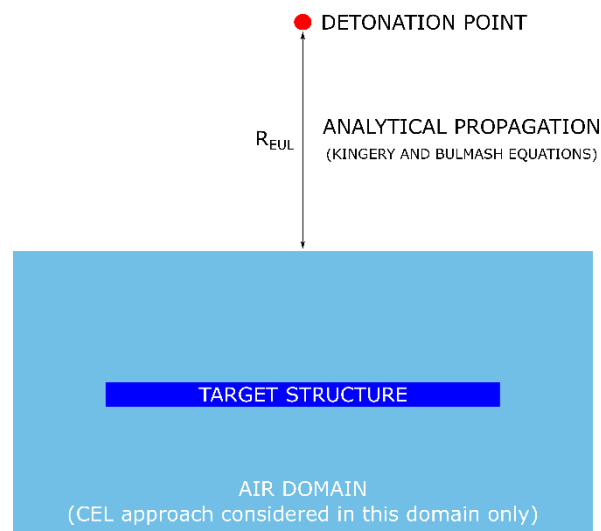 DETONATION POINT
R_EUL
ANALYTICAL PROPAGATION
(KINGERY AND BULMASH EQUATIONS)
TARGET STRUCTURE
AIR DOMAIN
(CEL approach considered in this domain only)